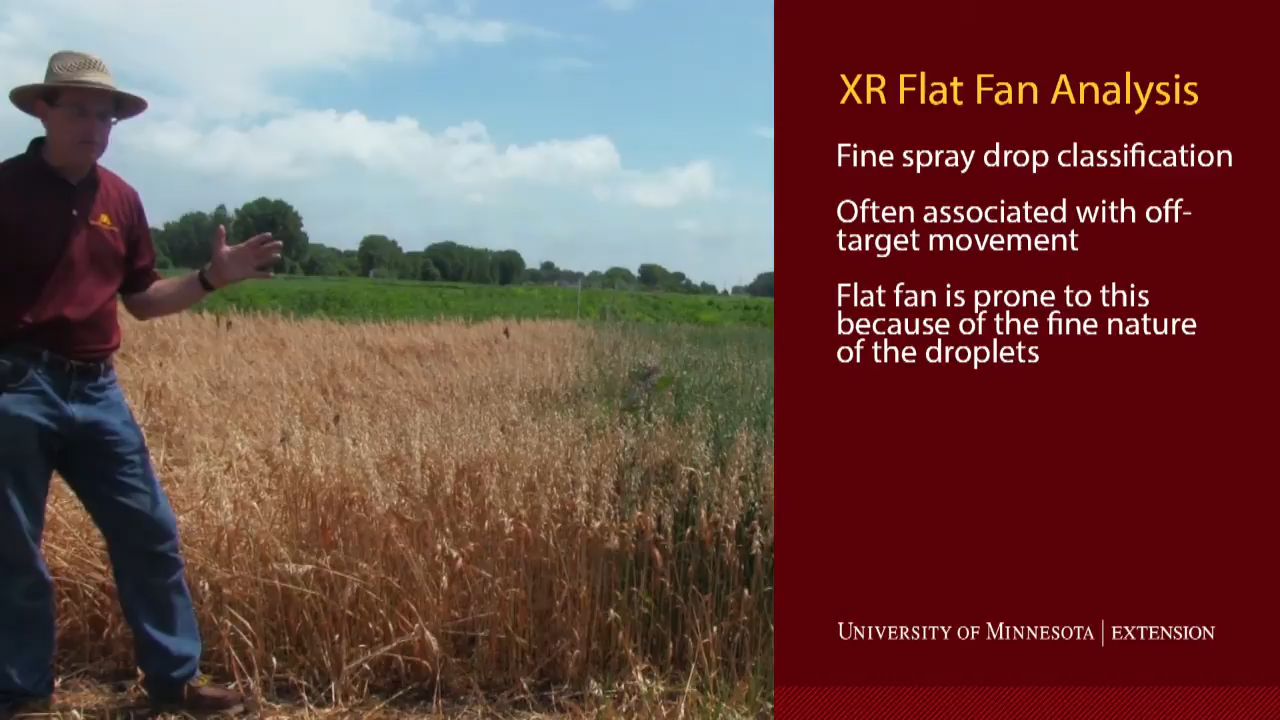 XR Flat Fan Analysis
Fine spray drop classification
Often associated with off-
target movement
Flat fan is prone to this
because of the fine nature
of the droplets
UNIVERSITY OF MINNESOTA | EXTENSION